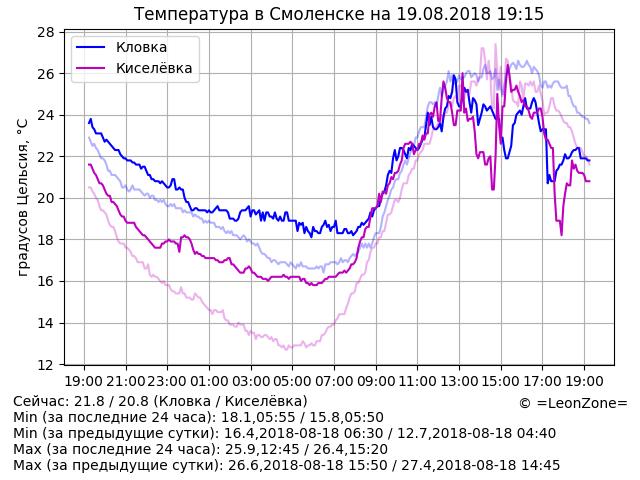 Температура в Смоленске на 19.08.2018 19:15
28
26
24
22
20
18
16
14
12
градусов Цельсия, °C
Кловка
Киселёвка
19:00 21:00 23:00 01:00 03:00 05:00 07:00 09:00 11:00 13:00 15:00 17:00 19:00
Сейчас: 21.8 / 20.8 (Кловка / Киселёвка)
© =LeonZone=
Min (за последние 24 часа): 18.1,05:55 / 15.8,05:50
Min (за предыдущие сутки): 16.4,2018-08-18 06:30 / 12.7,2018-08-18 04:40
Max (за последние 24 часа): 25.9,12:45 / 26.4,15:20
Max (за предыдущие сутки): 26.6,2018-08-18 15:50 / 27.4,2018-08-18 14:45